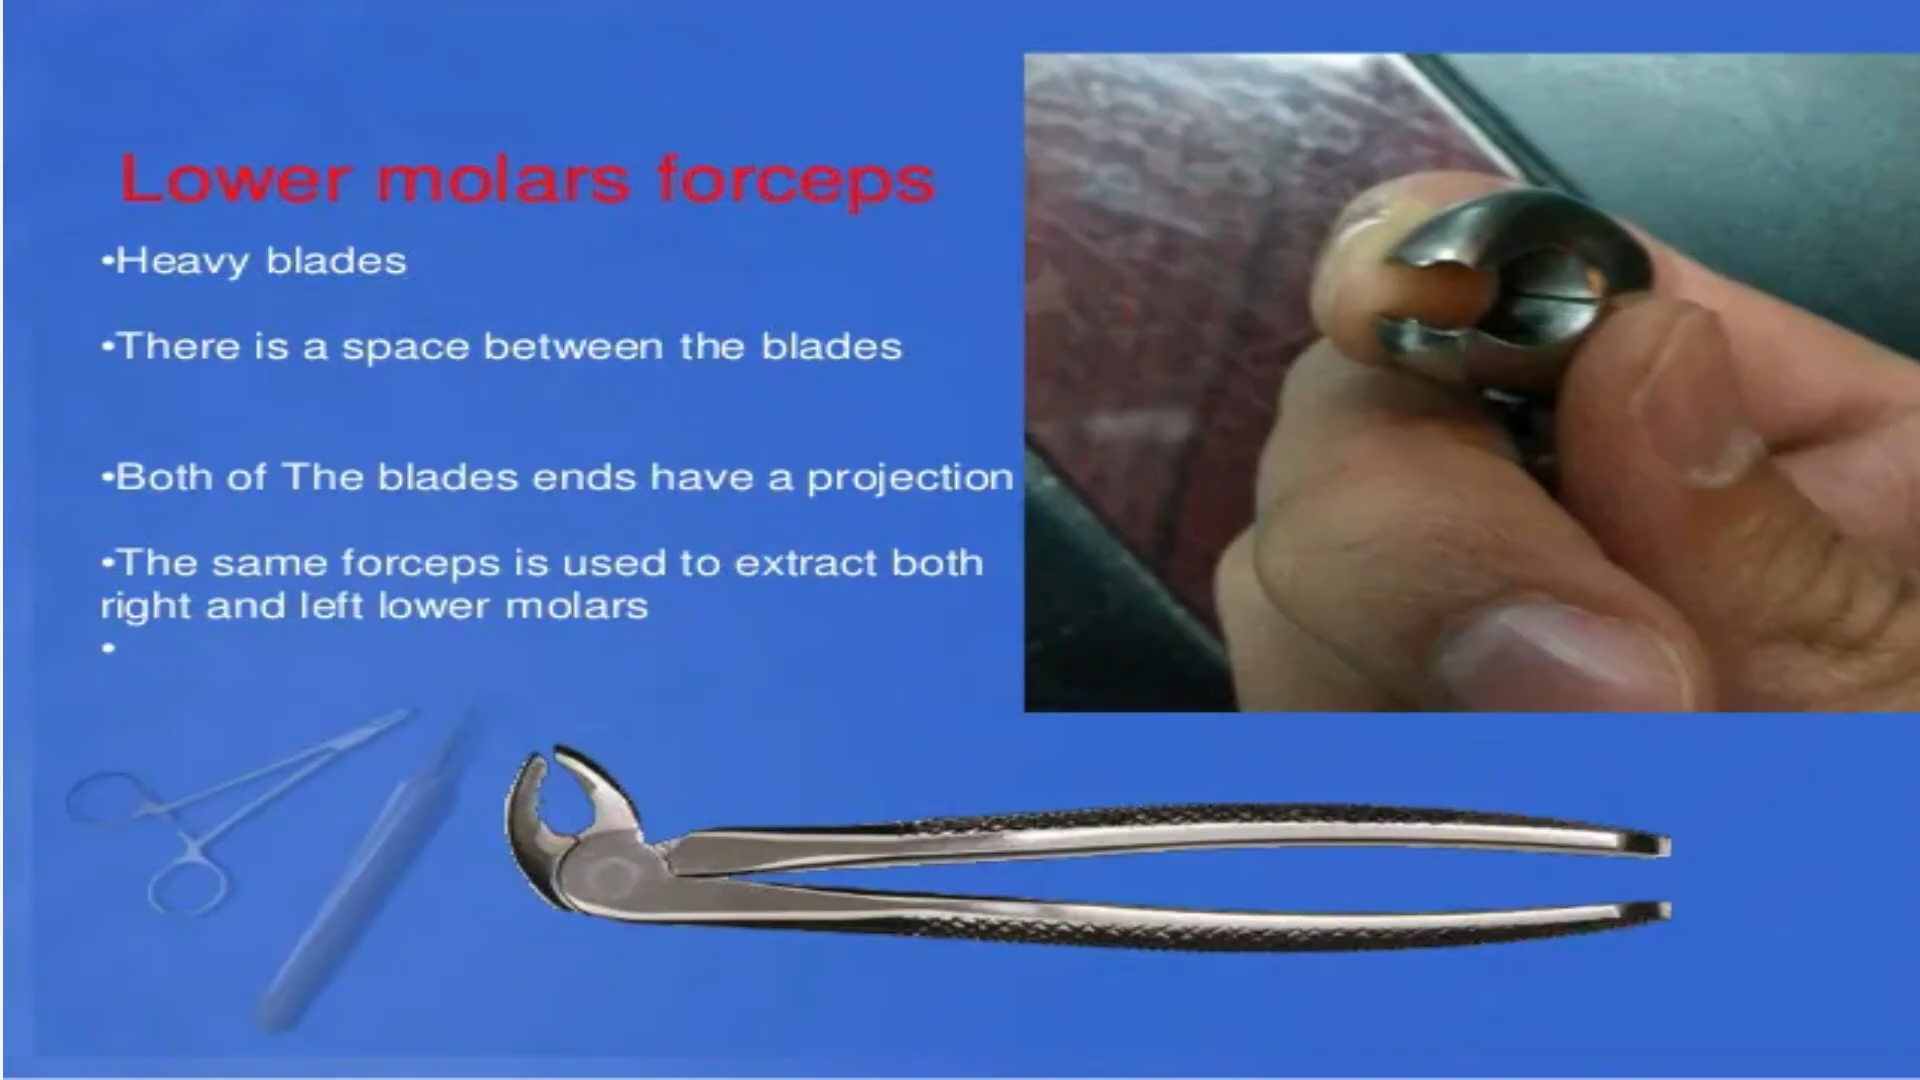 Lower molars forceps
•Heavy blades
•There is a space between the blades
•Both of The blades ends have a projection
•The same forceps is used to extract both
right and left lower molars
•